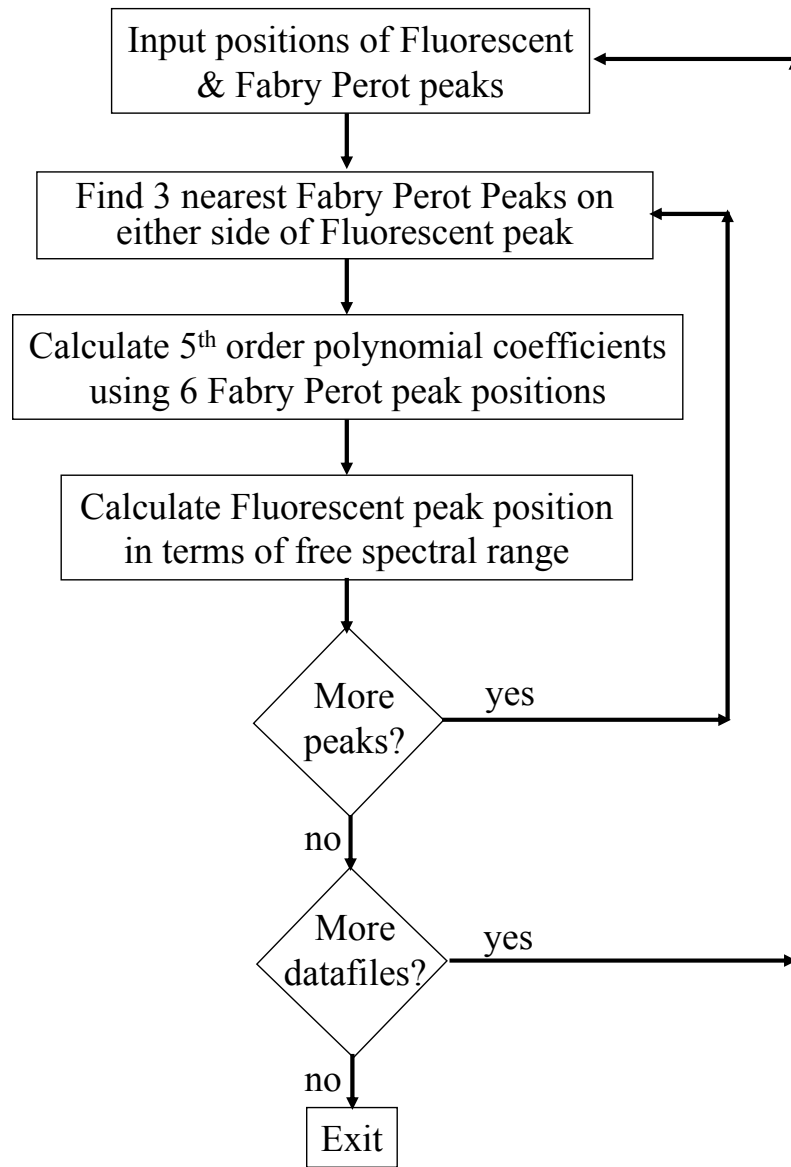 Input positions of Fluorescent
& Fabry Perot peaks
Find 3 nearest Fabry Perot Peaks on
either side of Fluorescent peak
Calculate 5th order polynomial coefficients
using 6 Fabry Perot peak positions
Calculate Fluorescent peak position
in terms of free spectral range
More
peaks?
yes
no
More
datafiles?
yes
no
Exit